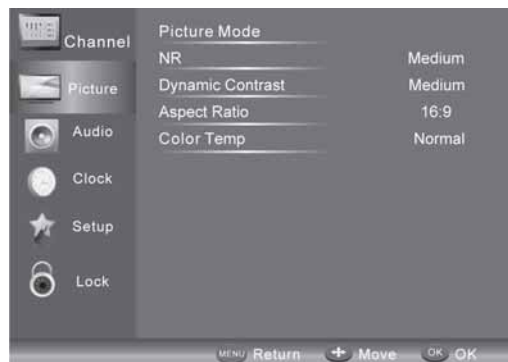 Channel
Picture
Audio
Clock
Setup
Lock
Picture Mode
NR Medium
Dynamic Contrast Medium
Aspect Ratio 16:9
Color Temp Normal
MENU Return Move OK OK